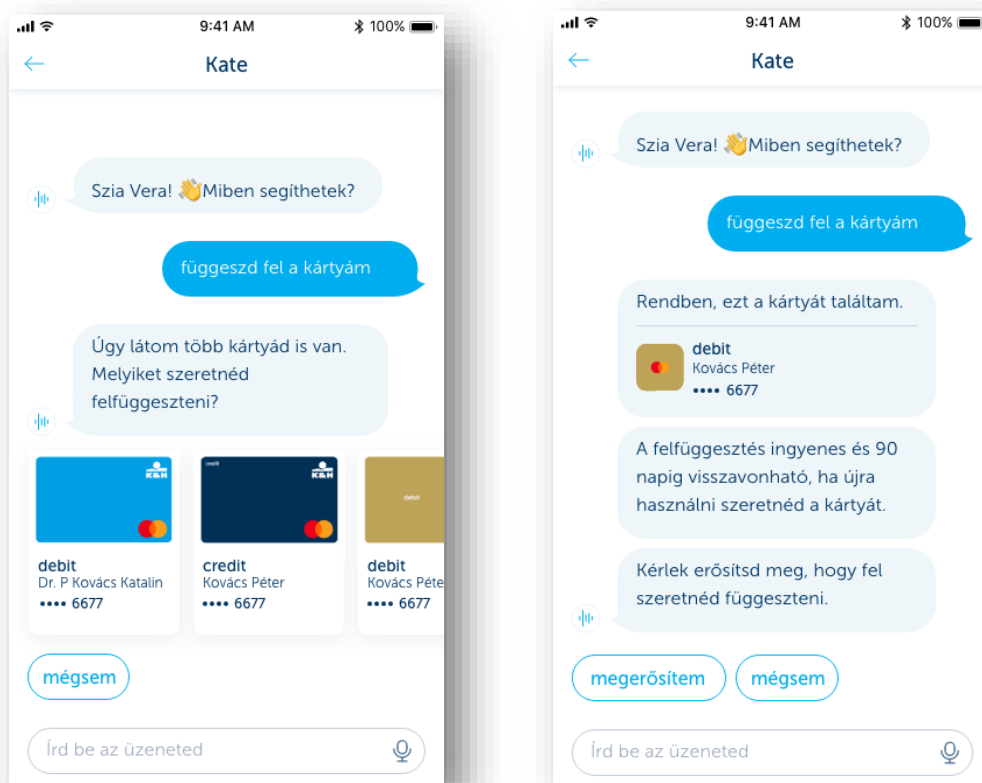 9:41 AM
100%
Kate
Szia Vera! 👋Miben segíthetek?
függeszd fel a kártyám
Úgy látom több kártyád is van.
Melyiket szeretnéd
felfüggeszteni?
K&H
credit
K&H
debit
debit
Dr. P Kovács Katalin
•••• 6677
credit
Kovács Péter
•••• 6677
debit
Kovács Péte
•••• 6677
mégsem
Írd be az üzeneted
9:41 AM
100%
Kate
Szia Vera! 👋Miben segíthetek?
függeszd fel a kártyám
Rendben, ezt a kártyát találtam.
debit
Kovács Péter
•••• 6677
A felfüggesztés ingyenes és 90
napig visszavonható, ha újra
használni szeretnéd a kártyát.
Kérlek erősítsd meg, hogy fel
szeretnéd függeszteni.
megerősítem
mégsem
Írd be az üzeneted